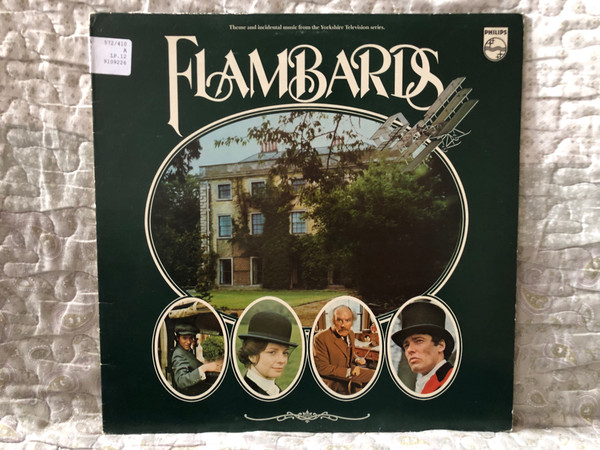 Theme and incidental music from the Yorkshire Television series.
PHILIPS
FLAMBARDS